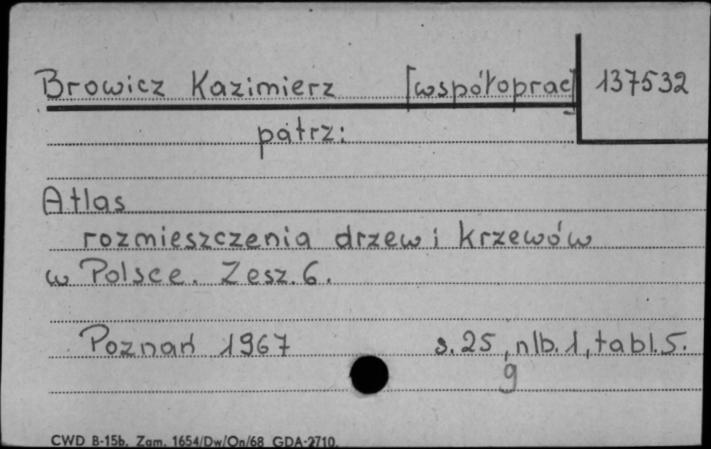 Browicz Kazimierz [współoprac] 137532
patrz:
Atlas
rozmieszczenia drzew i krzewów
w Polsce. Zesz. 6.
Poznań 1967 s. 25, nlb. 1, tabl. 5.
g
CWD B-15b. Zam. 1654/Dw/On/68 GDA-2710.